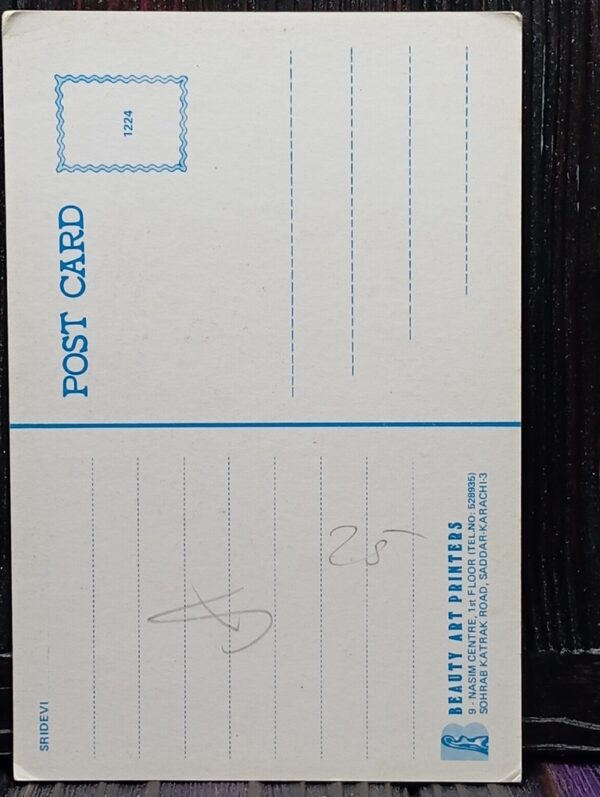 SRIDEVI
25
BEAUTY ART PRINTERS
9 - NASIM CENTRE, 1st FLOOR (TEL.NO: 528935)
SOHRAB KATRAK ROAD, SADDAR-KARACHI-3
POST CARD
1224